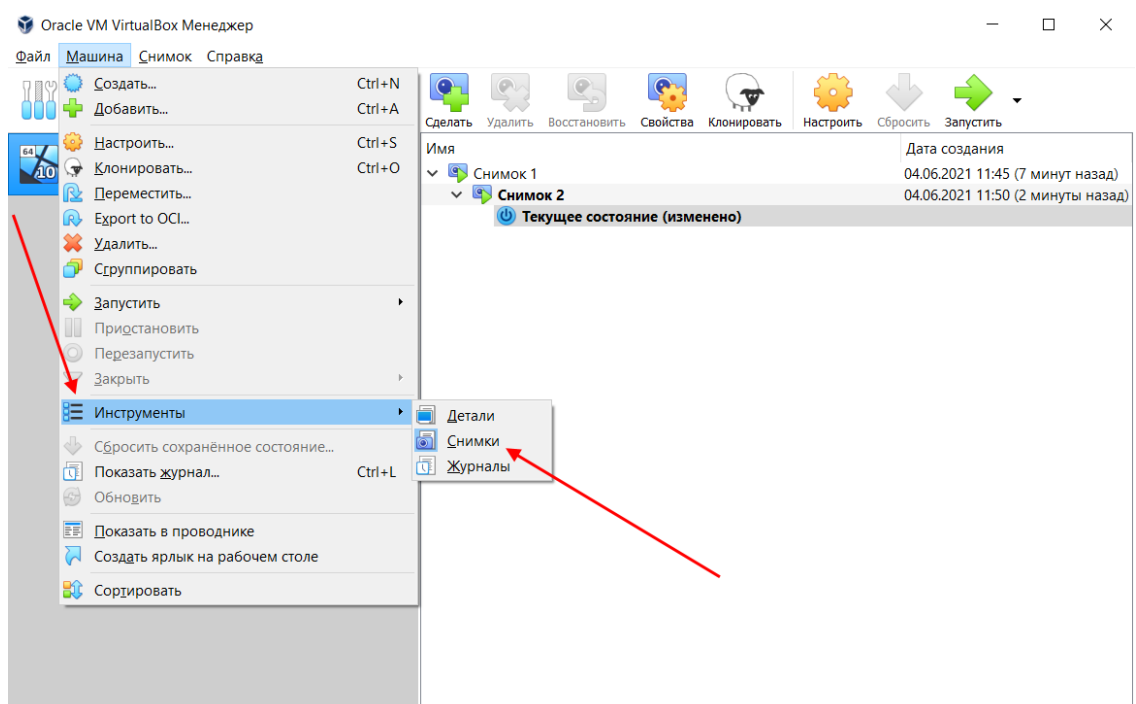 Oracle VM VirtualBox Менеджер
Файл Машина Снимок Справка
Создать... Ctrl+N
Добавить... Ctrl+A
Настроить... Ctrl+S
Клонировать... Ctrl+O
Переместить...
Export to OCI...
Удалить...
Сгруппировать
Запустить
Приостановить
Перезапустить
Закрыть
Инструменты
Сбросить сохранённое состояние...
Показать журнал... Ctrl+L
Обновить
Показать в проводнике
Создать ярлык на рабочем столе
Сортировать
Детали
Снимки
Журналы
Сделать Удалить Восстановить Свойства Клонировать Настроить Сбросить Запустить
Имя Дата создания
Снимок 1 04.06.2021 11:45 (7 минут назад)
Снимок 2 04.06.2021 11:50 (2 минуты назад)
Текущее состояние (изменено)
64
10